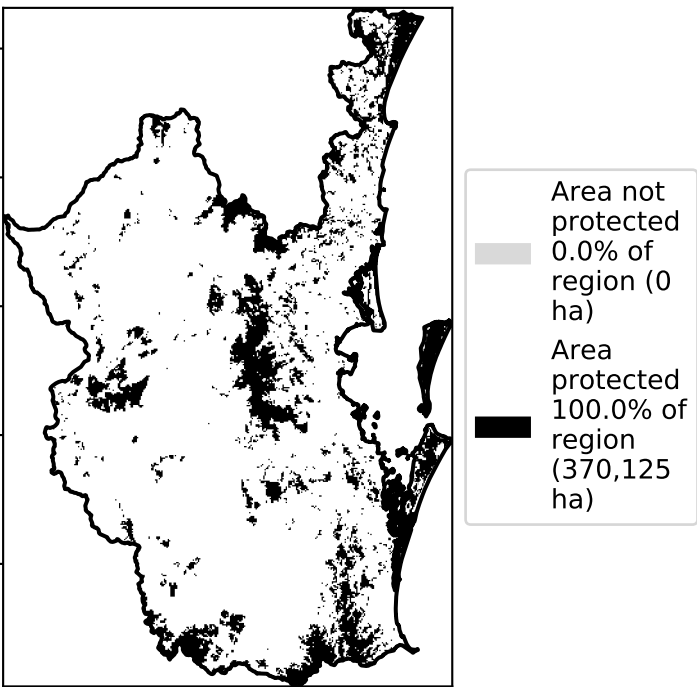 Area not
protected
0.0% of
region (0
ha)
Area
protected
100.0% of
region
(370,125
ha)